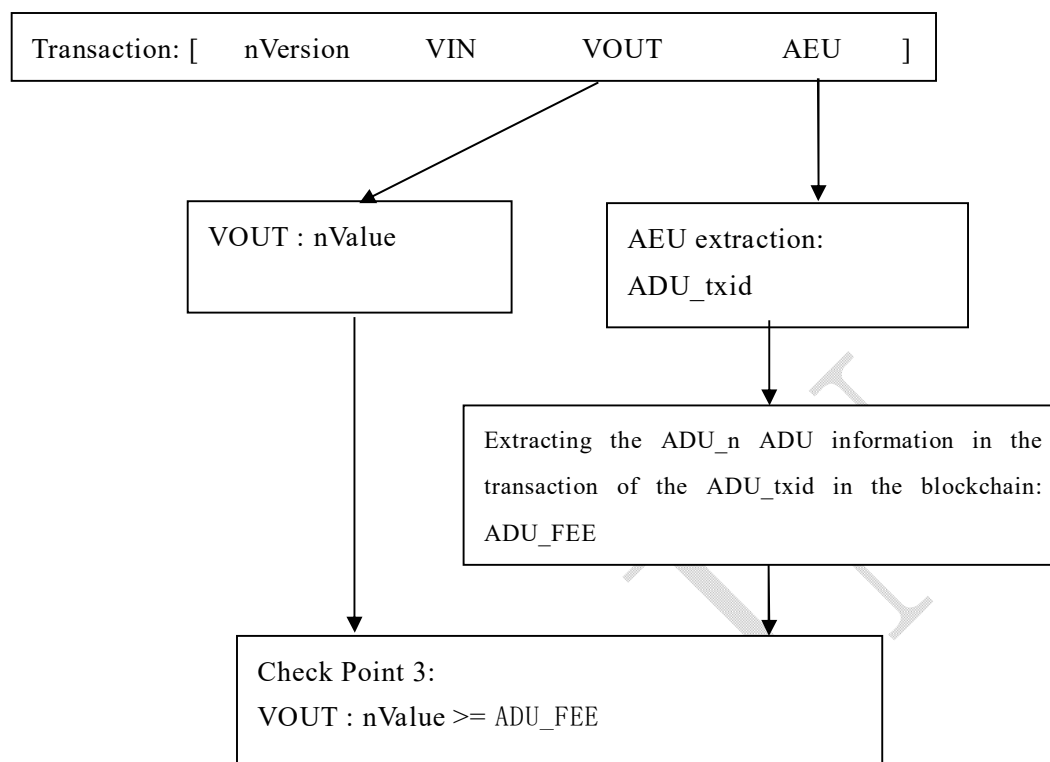 Transaction: [ nVersion VIN VOUT AEU ]
VOUT : nValue
AEU extraction:
ADU_txid
Extracting the ADU_n ADU information in the
transaction of the ADU_txid in the blockchain:
ADU_FEE
Check Point 3:
VOUT : nValue >= ADU_FEE